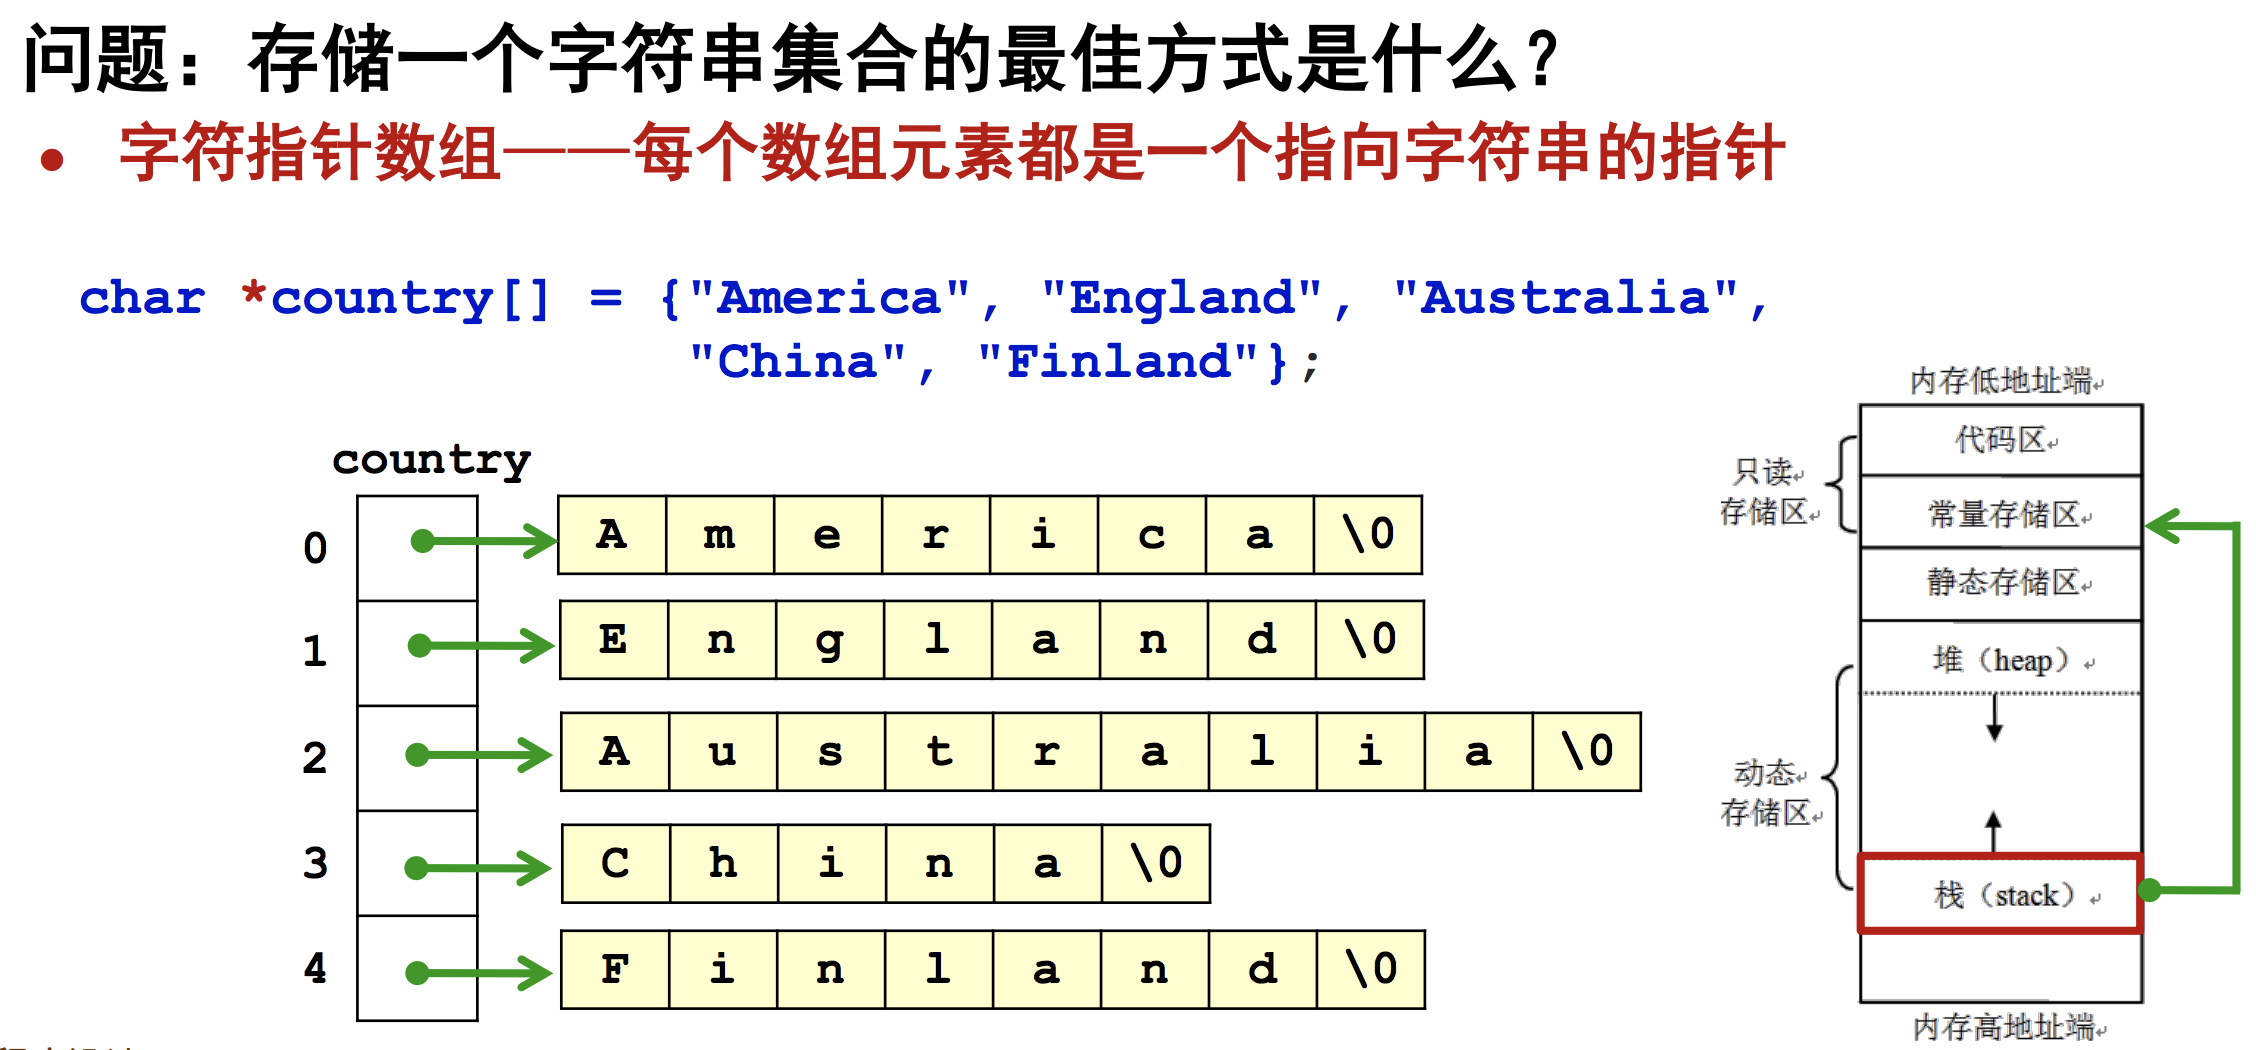 问题：存储一个字符串集合的最佳方式是什么？
• 字符指针数组——每个数组元素都是一个指向字符串的指针
char *country[] = {"America", "England", "Australia",
"China", "Finland"};
country
0 A m e r i c a \0
1 E n g l a n d \0
2 A u s t r a l i a \0
3 C h i n a \0
4 F i n l a n d \0
内存低地址端
代码区
只读
存储区
常量存储区
静态存储区
堆（heap）
动态
存储区
栈（stack）
内存高地址端